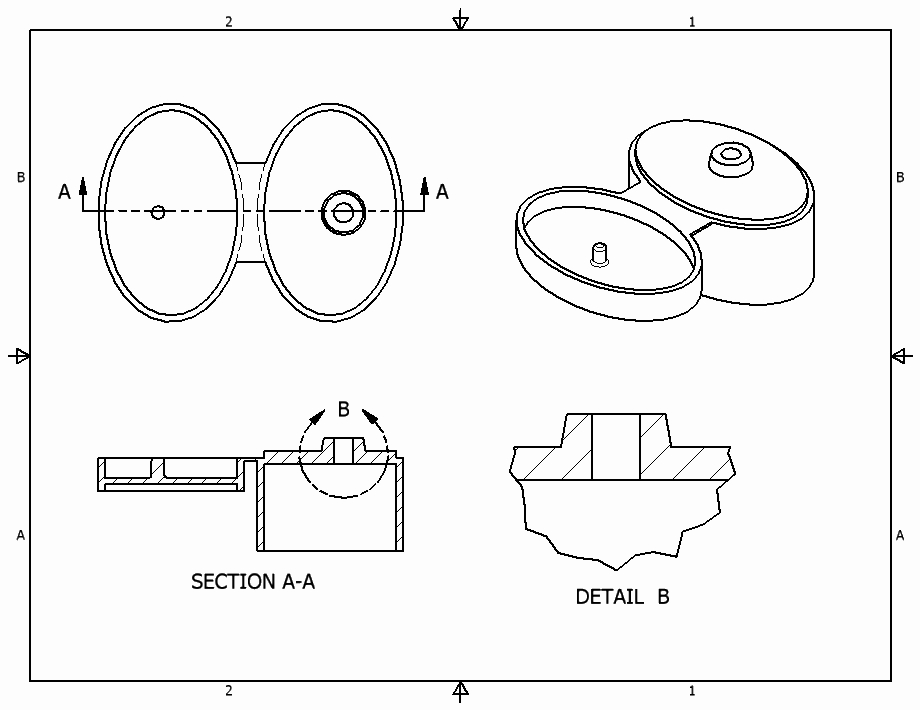 2 1
B B
A A
B
A A
SECTION A-A
DETAIL B
2 1